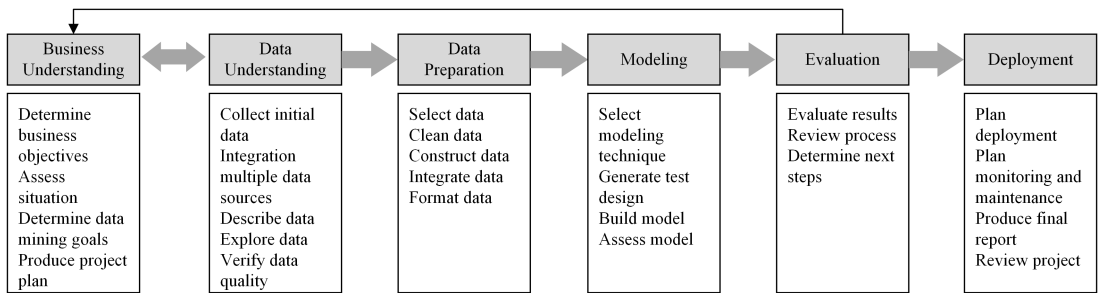 Business
Understanding
Data
Understanding
Data
Preparation
Modeling
Evaluation
Deployment
Determine
business
objectives
Assess
situation
Determine data
mining goals
Produce project
plan
Collect initial
data
Integration
multiple data
sources
Describe data
Explore data
Verify data
quality
Select data
Clean data
Construct data
Integrate data
Format data
Select
modeling
technique
Generate test
design
Build model
Assess model
Evaluate results
Review process
Determine next
steps
Plan
deployment
Plan
monitoring and
maintenance
Produce final
report
Review project